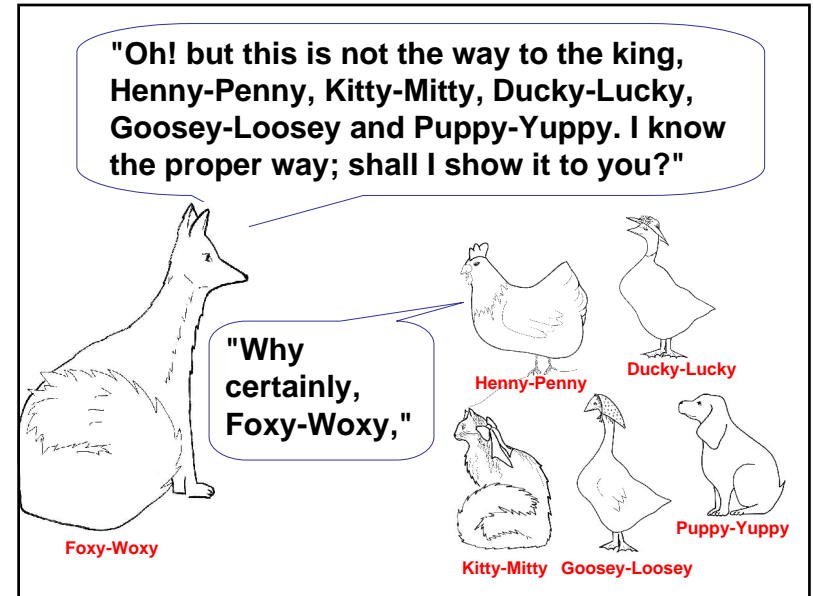 "Oh! but this is not the way to the king,
Henny-Penny, Kitty-Mitty, Ducky-Lucky,
Goosey-Loosey and Puppy-Yuppy. I know
the proper way; shall I show it to you?"
"Why
certainly,
Foxy-Woxy,"
Henny-Penny
Ducky-Lucky
Foxy-Woxy
Kitty-Mitty
Goosey-Loosey
Puppy-Yuppy